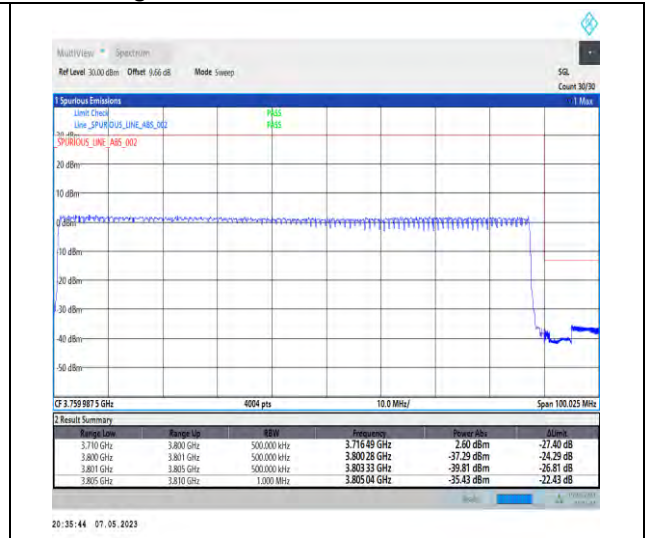 MultiView Spectrum
Ref Level 30.00 dBm Offset 9.66 dB Mode Sweep SGL
Count 30/30
1 Spurious Emissions 1 Max
Limit Check PASS
Line _SPURIOUS_LINE_ABS_002 PASS
_SPURIOUS_LINE_ABS_002
20 dBm
10 dBm
0 dBm
-10 dBm
-20 dBm
-30 dBm
-40 dBm
-50 dBm
CF 3.759 987 5 GHz 4004 pts 10.0 MHz/ Span 100.025 MHz
2 Result Summary
Range Low Range Up RBW Frequency Power Abs ΔLimit
3.710 GHz 3.800 GHz 500.000 kHz 3.716 49 GHz 2.60 dBm -27.40 dB
3.800 GHz 3.801 GHz 500.000 kHz 3.800 28 GHz -37.29 dBm -24.29 dB
3.801 GHz 3.805 GHz 500.000 kHz 3.803 33 GHz -39.81 dBm -26.81 dB
3.805 GHz 3.810 GHz 1.000 MHz 3.805 04 GHz -35.43 dBm -22.43 dB
20:35:44 07.05.2023